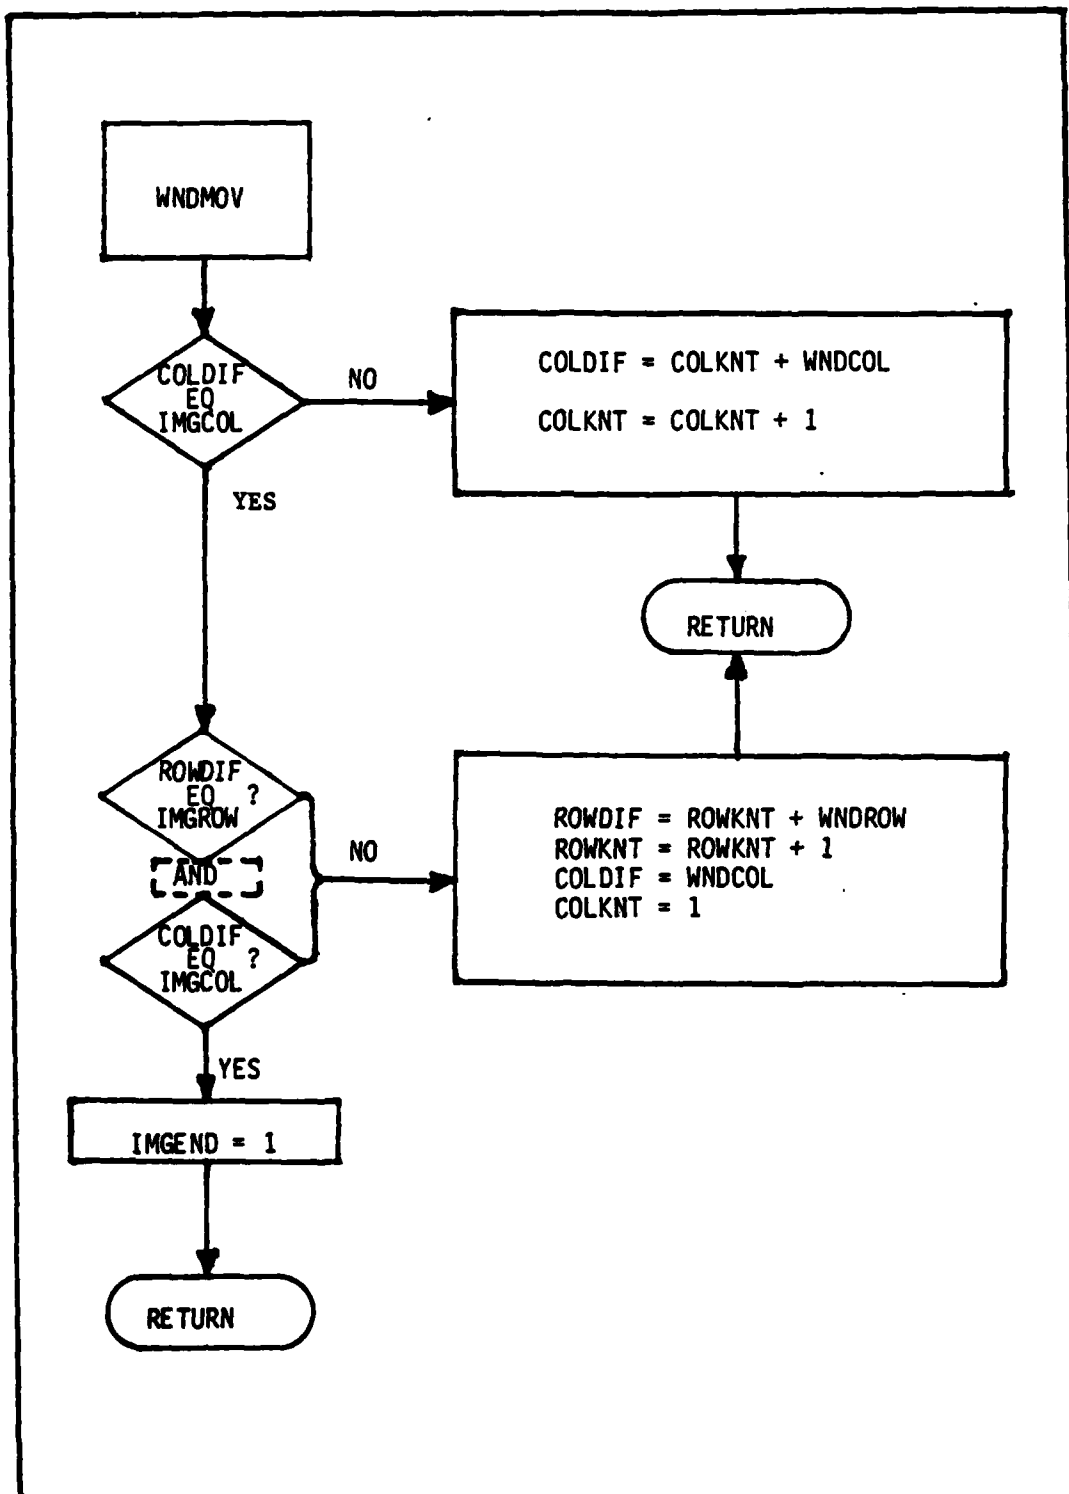 WNDMOV
COLDIF
EQ
IMGCOL
NO
COLDIF = COLKNT + WNDCOL
COLKNT = COLKNT + 1
YES
RETURN
ROWDIF
EQ ?
IMGROW
AND
COLDIF
EQ ?
IMGCOL
NO
ROWDIF = ROWKNT + WNDROW
ROWKNT = ROWKNT + 1
COLDIF = WNDCOL
COLKNT = 1
YES
IMGEND = 1
RETURN